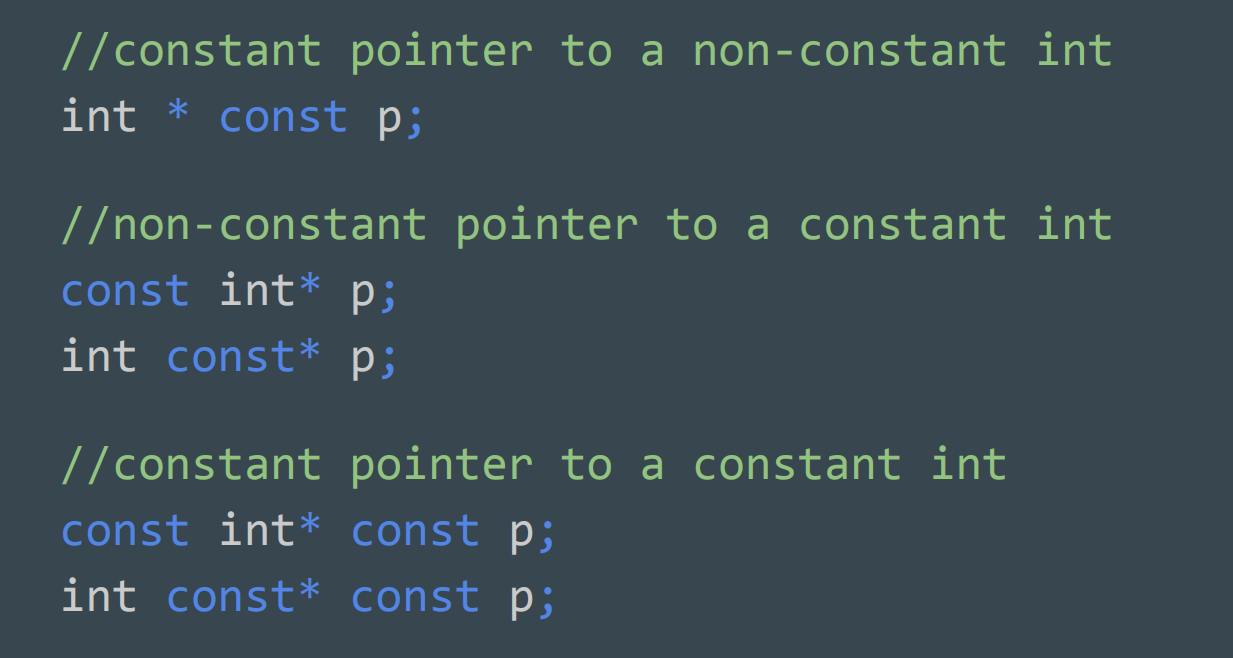 //constant pointer to a non-constant int
int * const p;
//non-constant pointer to a constant int
const int* p;
int const* p;
//constant pointer to a constant int
const int* const p;
int const* const p;